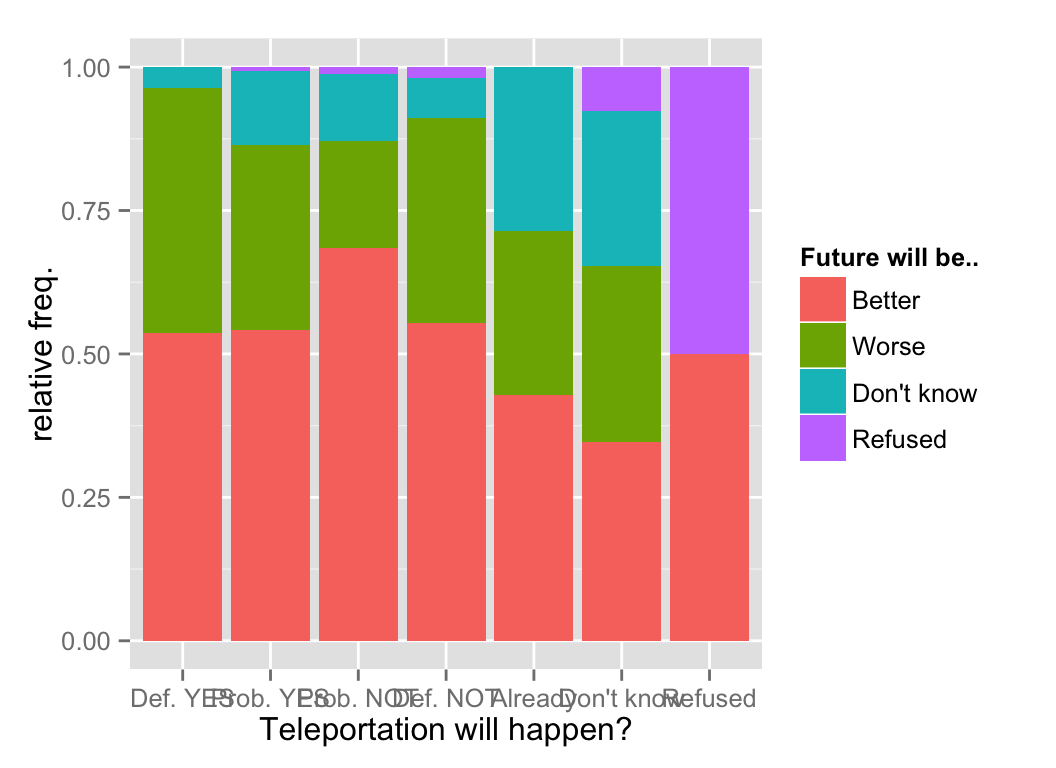 1.00
0.75
0.50
0.25
0.00
relative freq.
Def. YES Prob. YES Prob. NOT Def. NOT Already Don't know Refused
Teleportation will happen?
Future will be..
Better
Worse
Don't know
Refused